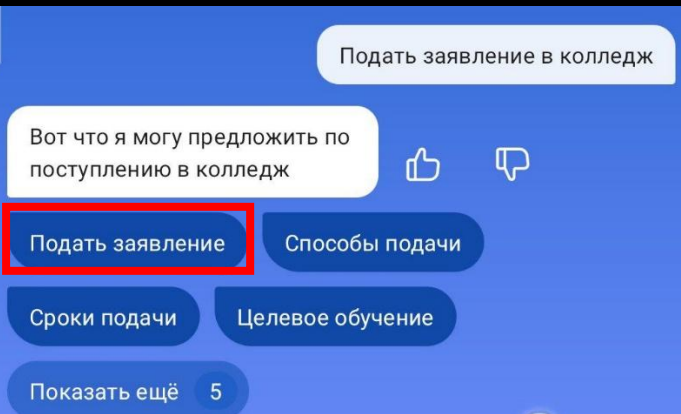 Подать заявление в колледж
Вот что я могу предложить по
поступлению в колледж
Подать заявление
Способы подачи
Сроки подачи
Целевое обучение
Показать ещё 5